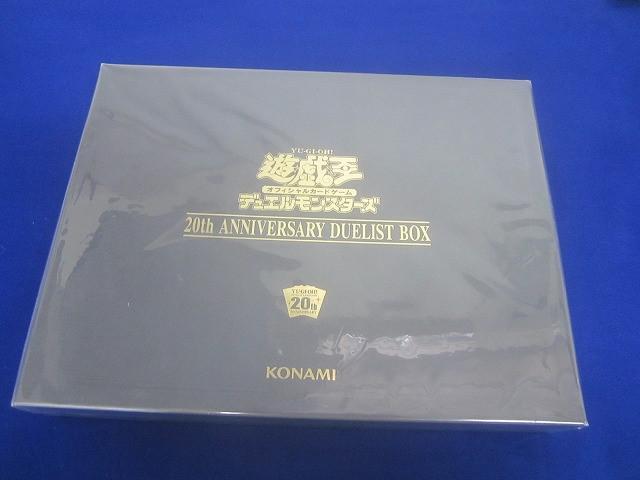 YU-GI-OH!
遊戯王
オフィシャルカードゲーム
デュエルモンスターズ
20th ANNIVERSARY DUELIST BOX
YU-GI-OH!
20th
ANNIVERSARY
KONAMI